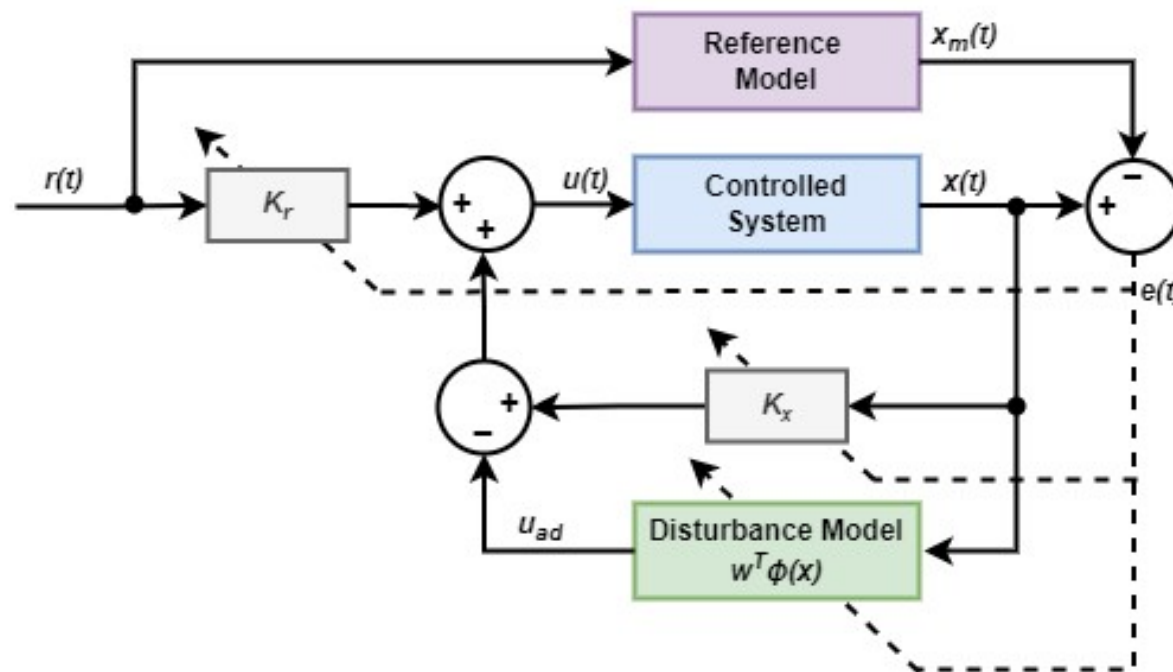 Reference
Model
x_m(t)
r(t)
K_r
+
+
u(t)
Controlled
System
x(t)
−
+
e(t)
K_x
+
−
u_ad
Disturbance Model
w^T ϕ(x)